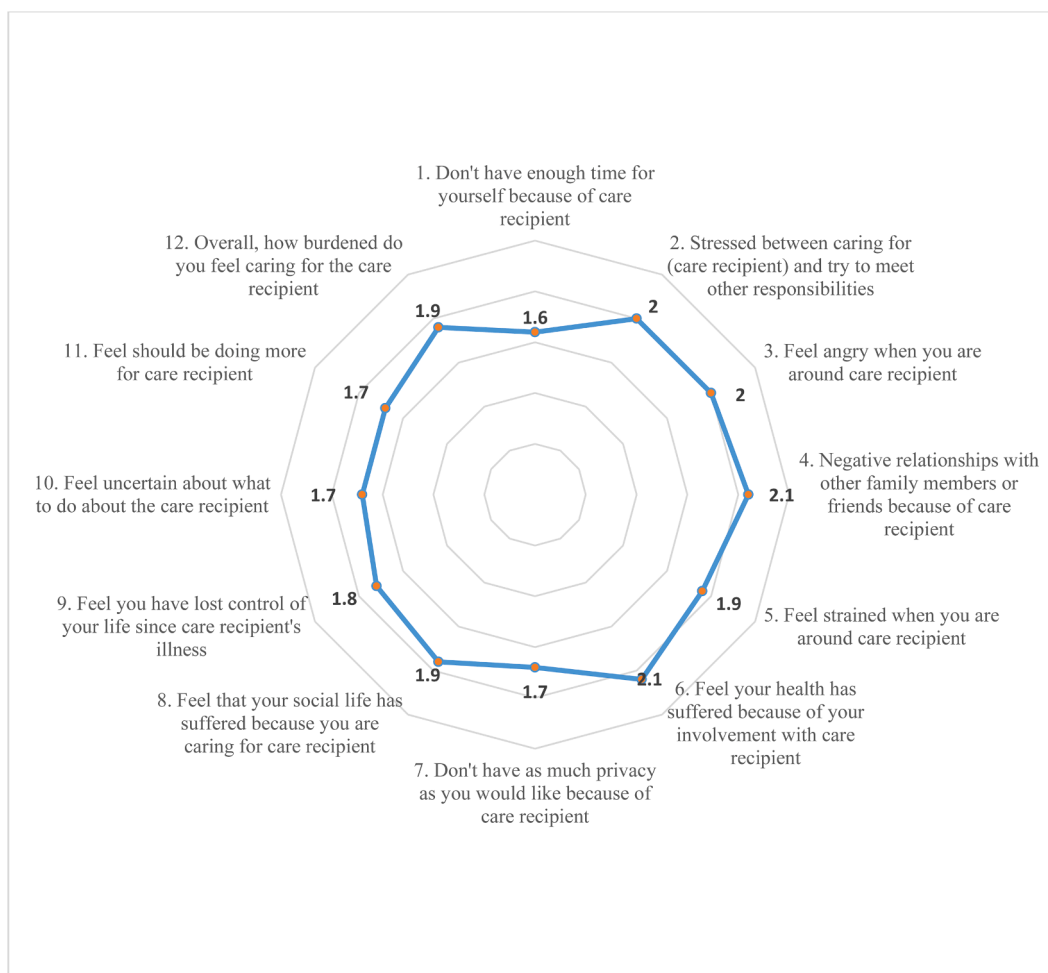 1. Don't have enough time for
yourself because of care
recipient
2. Stressed between caring for
(care recipient) and try to meet
other responsibilities
3. Feel angry when you are
around care recipient
4. Negative relationships with
other family members or
friends because of care
recipient
5. Feel strained when you are
around care recipient
6. Feel your health has
suffered because of your
involvement with care
recipient
7. Don't have as much privacy
as you would like because of
care recipient
8. Feel that your social life has
suffered because you are
caring for care recipient
9. Feel you have lost control of
your life since care recipient's
illness
10. Feel uncertain about what
to do about the care recipient
11. Feel should be doing more
for care recipient
12. Overall, how burdened do
you feel caring for the care
recipient
1.6
2
2
2.1
1.9
2.1
1.7
1.9
1.8
1.7
1.7
1.9